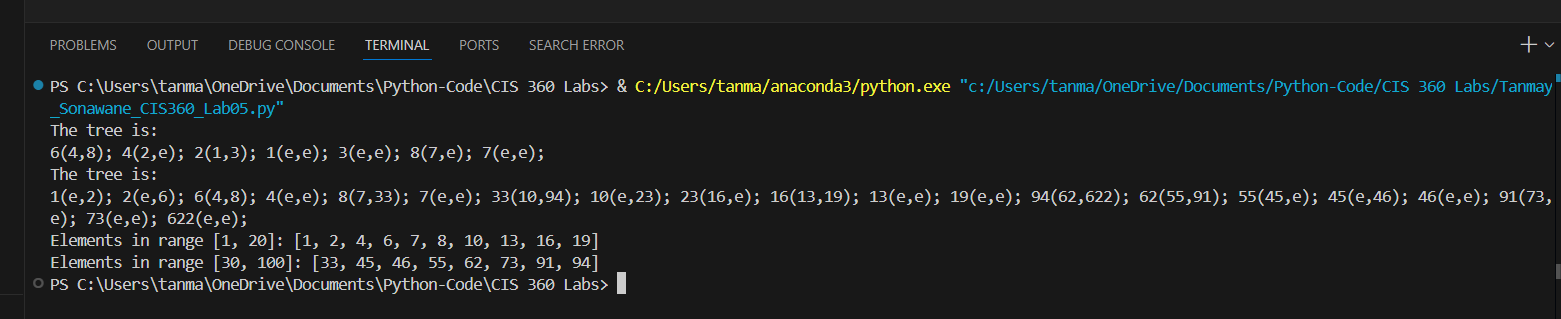 PROBLEMS OUTPUT DEBUG CONSOLE TERMINAL PORTS SEARCH ERROR
PS C:\Users\tanma\OneDrive\Documents\Python-Code\CIS 360 Labs> & C:/Users/tanma/anaconda3/python.exe "c:/Users/tanma/OneDrive/Documents/Python-Code/CIS 360 Labs/Tanmay
_Sonawane_CIS360_Lab05.py"
The tree is:
6(4,8); 4(2,e); 2(1,3); 1(e,e); 3(e,e); 8(7,e); 7(e,e);
The tree is:
1(e,2); 2(e,6); 6(4,8); 4(e,e); 8(7,33); 7(e,e); 33(10,94); 10(e,23); 23(16,e); 16(13,19); 13(e,e); 19(e,e); 94(62,622); 62(55,91); 55(45,e); 45(e,46); 46(e,e); 91(73,
e); 73(e,e); 622(e,e);
Elements in range [1, 20]: [1, 2, 4, 6, 7, 8, 10, 13, 16, 19]
Elements in range [30, 100]: [33, 45, 46, 55, 62, 73, 91, 94]
PS C:\Users\tanma\OneDrive\Documents\Python-Code\CIS 360 Labs>